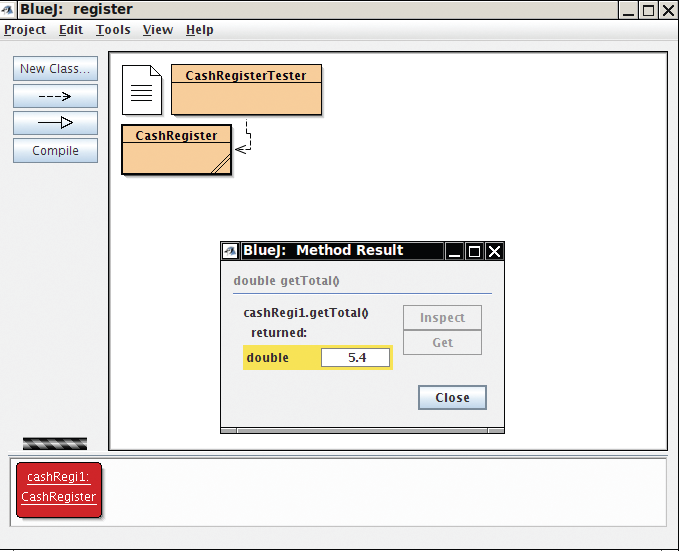 BlueJ: register
Project Edit Tools View Help
New Class...
Compile
CashRegisterTester
CashRegister
BlueJ: Method Result
double getTotal()
cashRegi1.getTotal()
returned:
double 5.4
Inspect
Get
Close
cashRegi1:
CashRegister